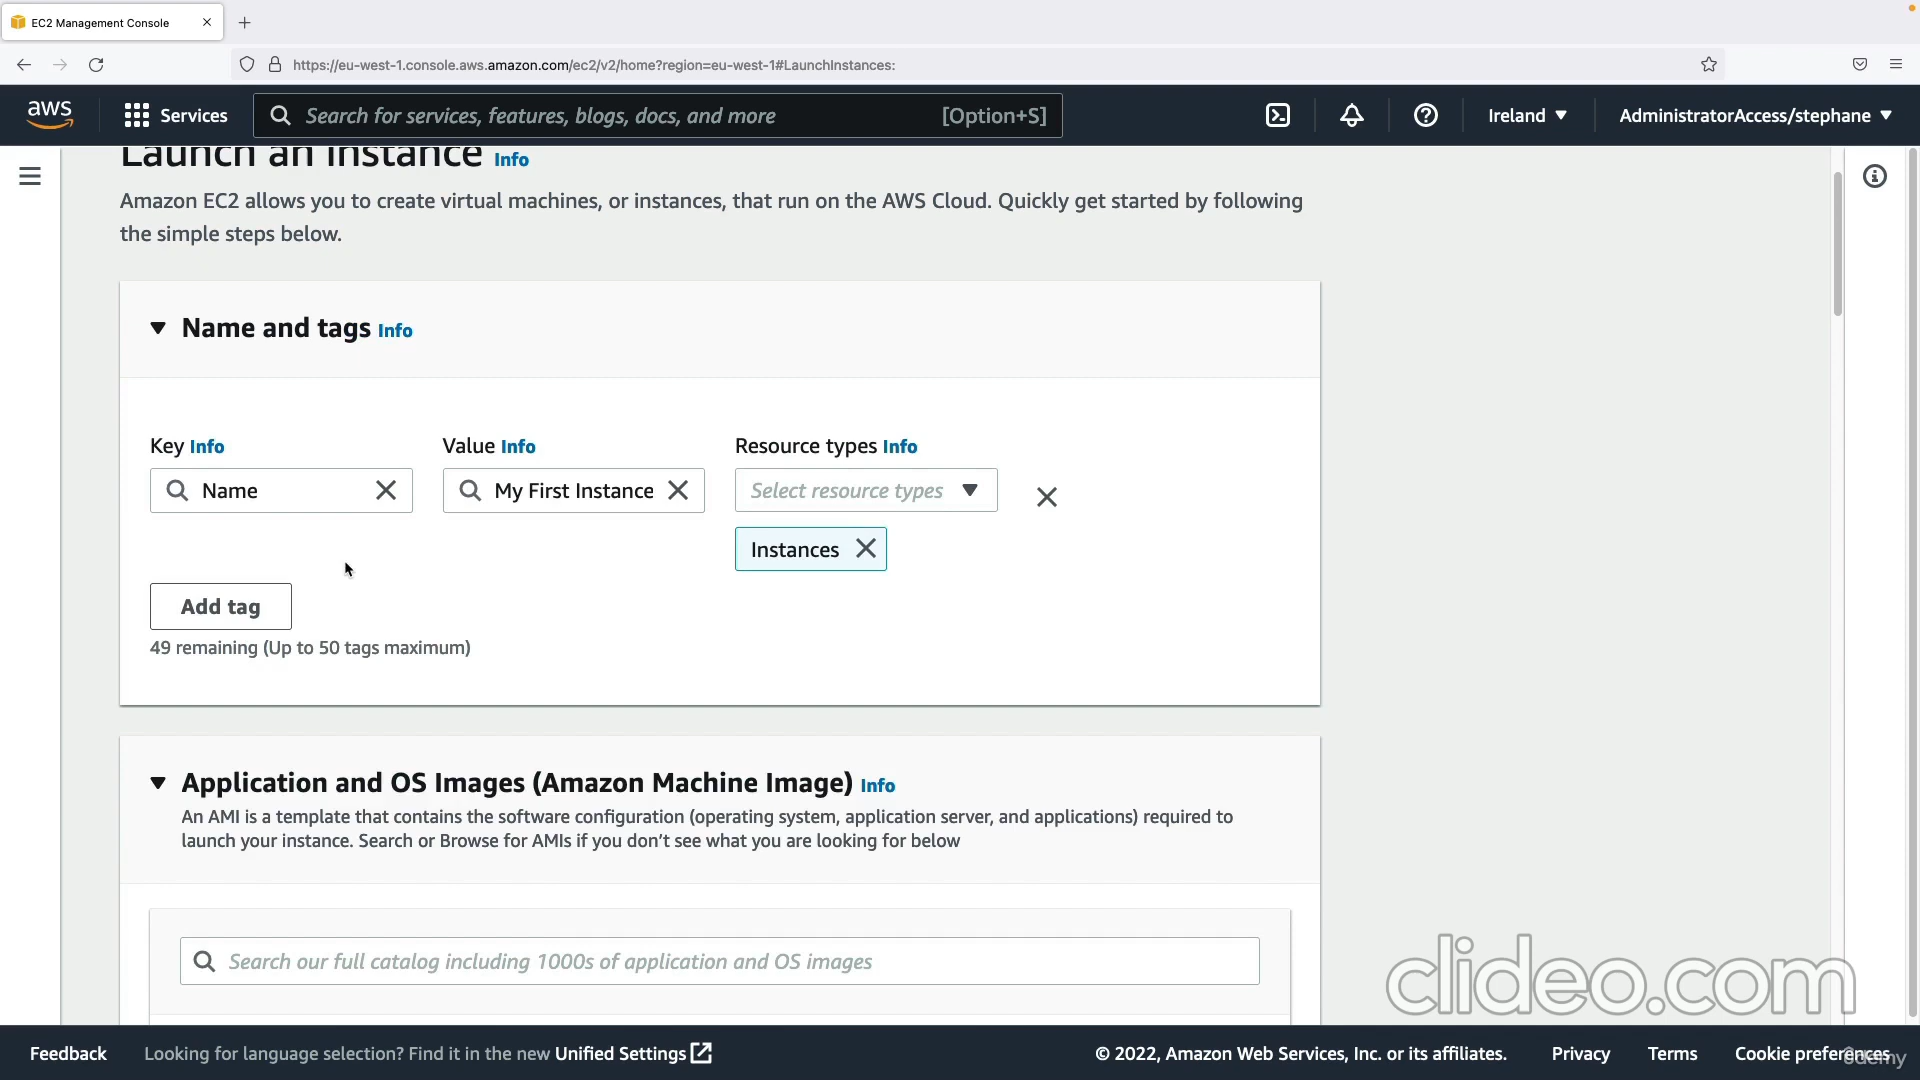 EC2 Management Console
https://eu-west-1.console.aws.amazon.com/ec2/v2/home?region=eu-west-1#LaunchInstances:
aws
Services
Search for services, features, blogs, docs, and more
[Option+S]
Ireland
AdministratorAccess/stephane
Launch an instance Info
Amazon EC2 allows you to create virtual machines, or instances, that run on the AWS Cloud. Quickly get started by following
the simple steps below.
Name and tags Info
Key Info
Value Info
Resource types Info
Name
My First Instance
Select resource types
Instances
Add tag
49 remaining (Up to 50 tags maximum)
Application and OS Images (Amazon Machine Image) Info
An AMI is a template that contains the software configuration (operating system, application server, and applications) required to
launch your instance. Search or Browse for AMIs if you don’t see what you are looking for below
Search our full catalog including 1000s of application and OS images
clideo.com
Feedback
Looking for language selection? Find it in the new Unified Settings
© 2022, Amazon Web Services, Inc. or its affiliates.
Privacy
Terms
Cookie preferences
ûdemy